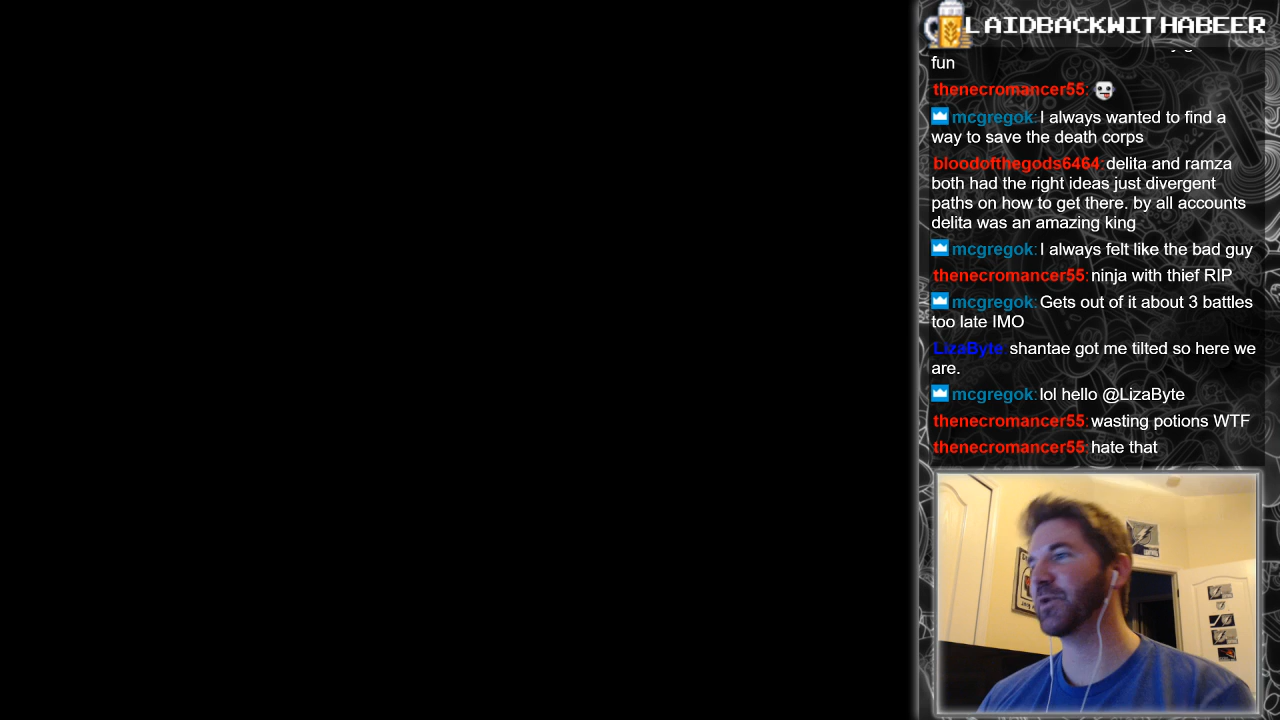 LAIDBACKWITHABEER
fun
thenecromancer55:
mcgregok: I always wanted to find a
way to save the death corps
bloodofthegods6464: delita and ramza
both had the right ideas just divergent
paths on how to get there. by all accounts
delita was an amazing king
mcgregok: I always felt like the bad guy
thenecromancer55: ninja with thief RIP
mcgregok: Gets out of it about 3 battles
too late IMO
LizaByte: shantae got me tilted so here we
are.
mcgregok: lol hello @LizaByte
thenecromancer55: wasting potions WTF
thenecromancer55: hate that